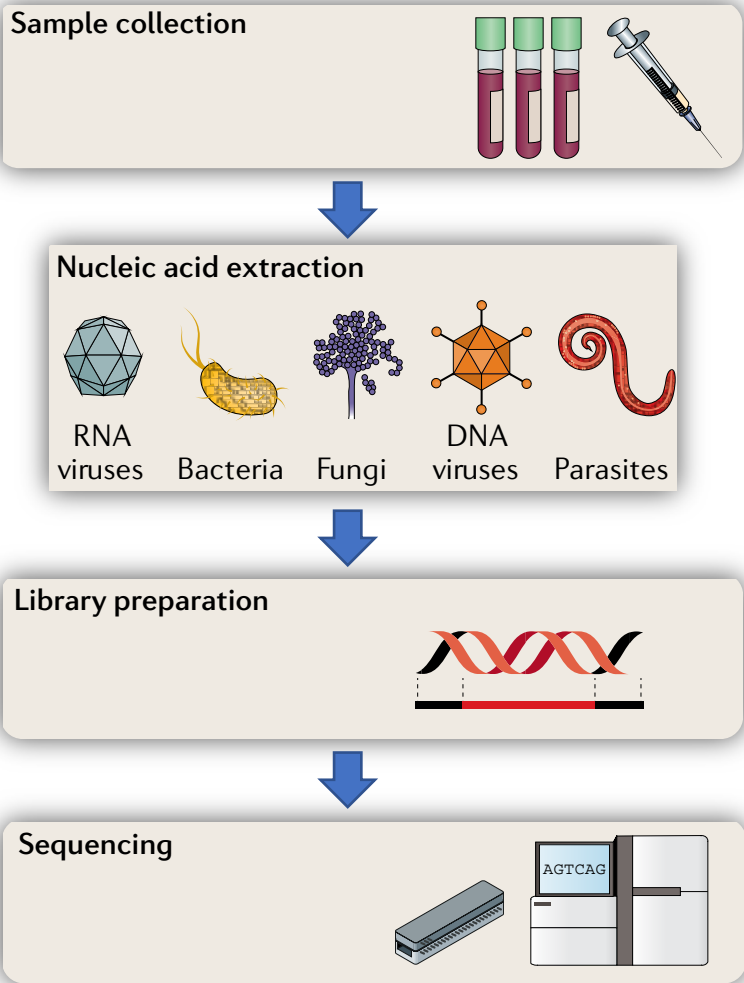 Sample collection
Nucleic acid extraction
RNA
viruses
Bacteria
Fungi
DNA
viruses
Parasites
Library preparation
Sequencing
AGTCAG